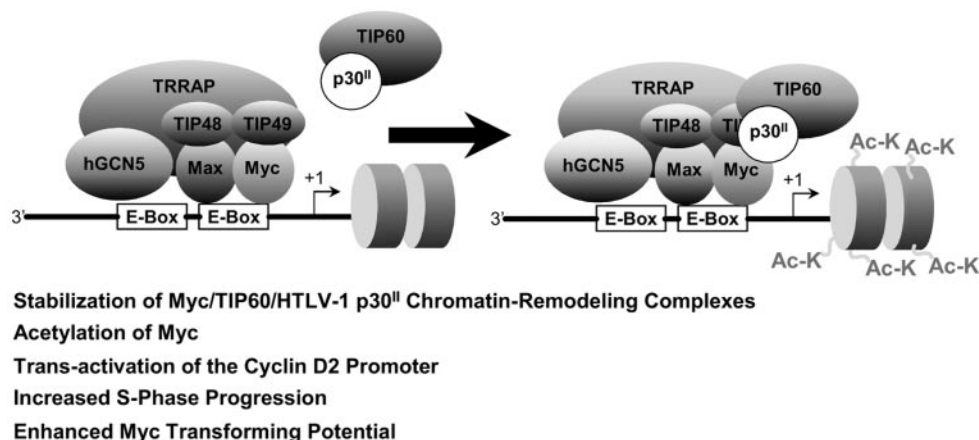 TIP60
p30ᴵᴵ
TRRAP
TIP48 TIP49
hGCN5
Max Myc
+1
3'
E-Box E-Box
TRRAP
TIP60
TIP48
p30ᴵᴵ
hGCN5
Max Myc
+1
3'
E-Box E-Box
Ac-K
Ac-K
Ac-K
Ac-K
Ac-K
Stabilization of Myc/TIP60/HTLV-1 p30ᴵᴵ Chromatin-Remodeling Complexes
Acetylation of Myc
Trans-activation of the Cyclin D2 Promoter
Increased S-Phase Progression
Enhanced Myc Transforming Potential